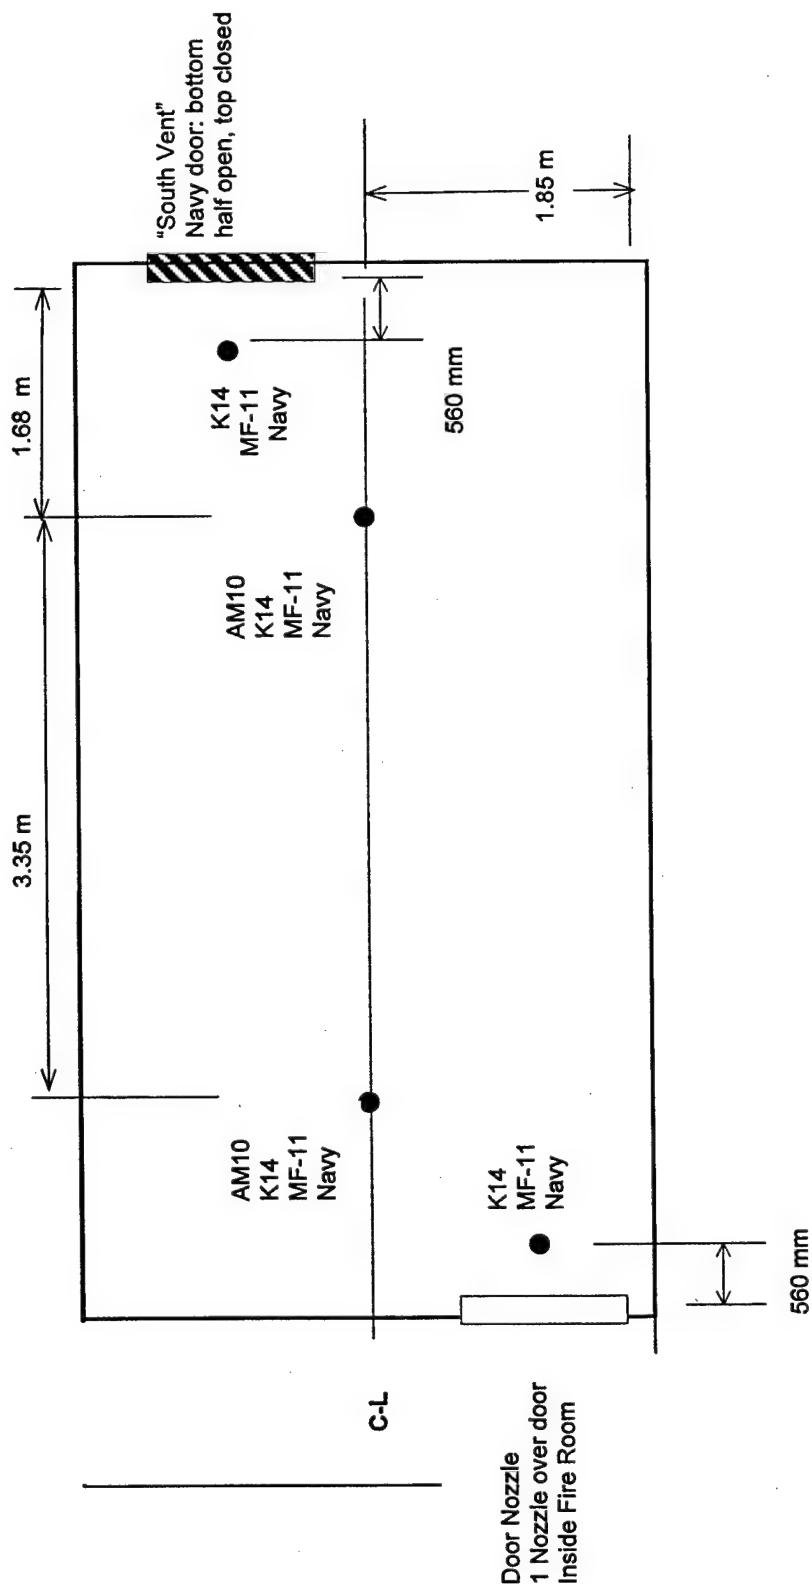 1.68 m
3.35 m
"South Vent"
Navy door: bottom
half open, top closed
K14
MF-11
Navy
AM10
K14
MF-11
Navy
AM10
K14
MF-11
Navy
560 mm
1.85 m
K14
MF-11
Navy
C-L
Door Nozzle
1 Nozzle over door
Inside Fire Room
560 mm